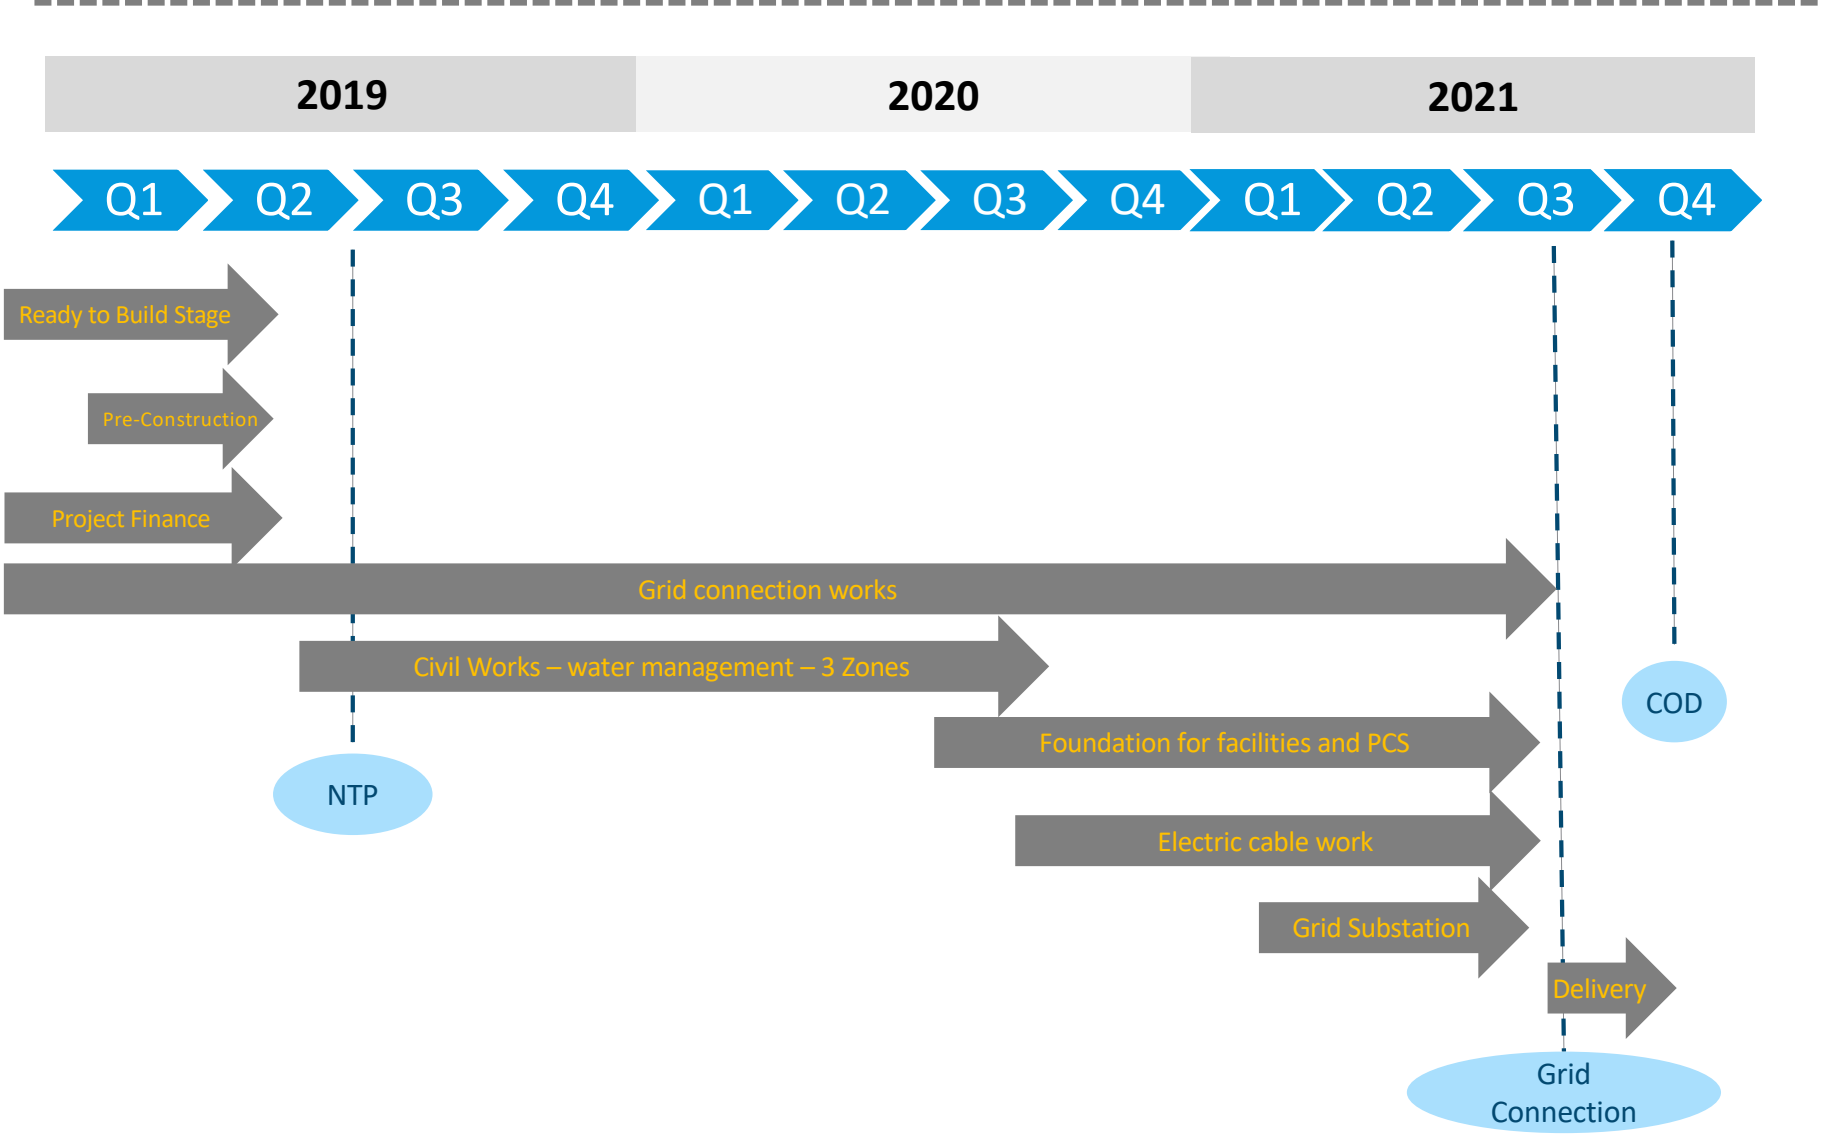 2019 2020 2021
Q1 Q2 Q3 Q4 Q1 Q2 Q3 Q4 Q1 Q2 Q3 Q4
Ready to Build Stage
Pre-Construction
Project Finance
Grid connection works
Civil Works – water management – 3 Zones
COD
Foundation for facilities and PCS
NTP
Electric cable work
Grid Substation
Delivery
Grid
Connection